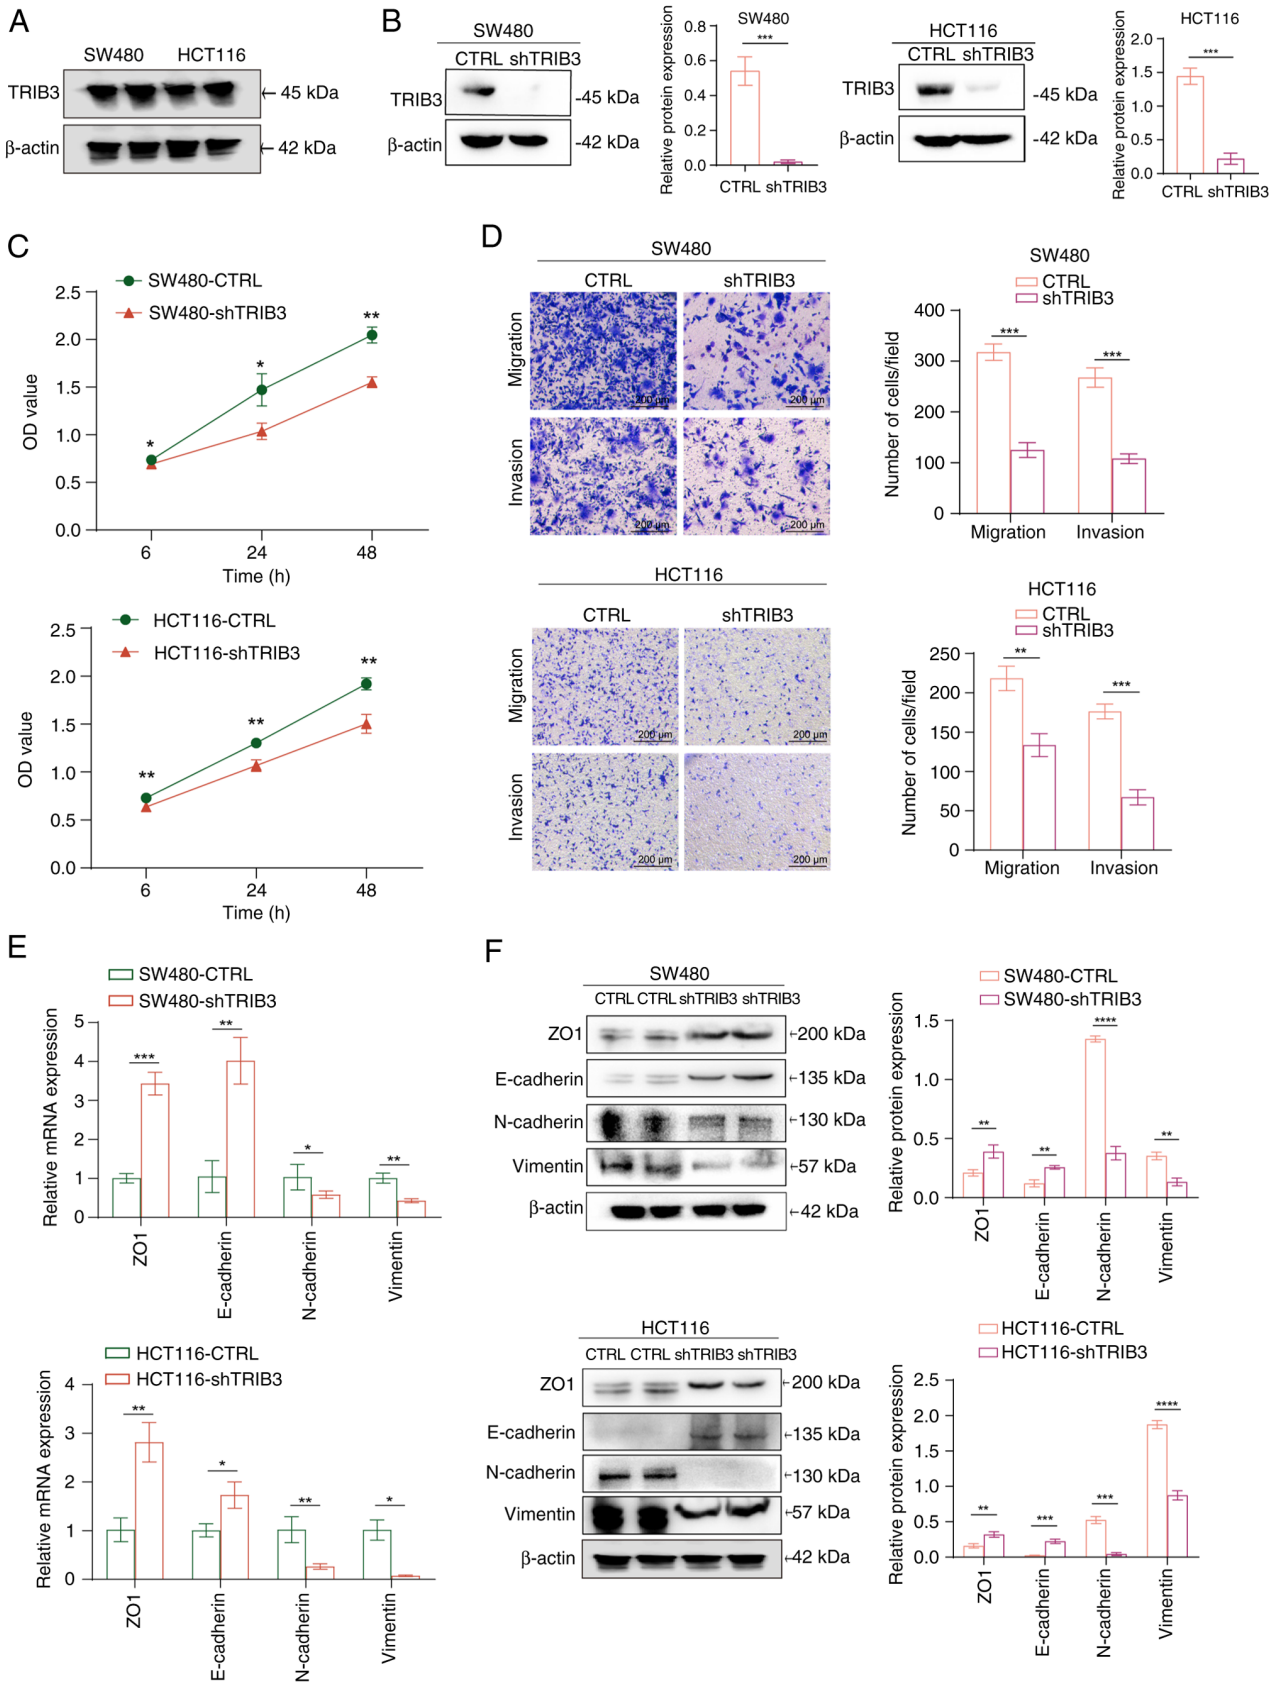 A
SW480 HCT116
TRIB3
45 kDa
β-actin
42 kDa
B
SW480
CTRL shTRIB3
TRIB3
-45 kDa
β-actin
-42 kDa
SW480
Relative protein expression
0.8
0.6
0.4
0.2
0.0
***
CTRL shTRIB3
HCT116
CTRL shTRIB3
TRIB3
-45 kDa
β-actin
-42 kDa
HCT116
Relative protein expression
2.0
1.5
1.0
0.5
0.0
***
CTRL shTRIB3
C
SW480-CTRL
SW480-shTRIB3
OD value
2.5
2.0
1.5
1.0
0.5
0.0
*
*
**
6 24 48
Time (h)
HCT116-CTRL
HCT116-shTRIB3
OD value
2.5
2.0
1.5
1.0
0.5
0.0
**
**
**
6 24 48
Time (h)
D
SW480
CTRL shTRIB3
Migration
200 µm 200 µm
Invasion
200 µm 200 µm
SW480
CTRL
shTRIB3
Number of cells/field
400
300
200
100
0
***
***
Migration Invasion
HCT116
CTRL shTRIB3
Migration
200 µm 200 µm
Invasion
200 µm 200 µm
HCT116
CTRL
shTRIB3
Number of cells/field
250
200
150
100
50
0
**
***
Migration Invasion
E
SW480-CTRL
SW480-shTRIB3
Relative mRNA expression
5
4
3
2
1
0
***
**
*
**
ZO1
E-cadherin
N-cadherin
Vimentin
HCT116-CTRL
HCT116-shTRIB3
Relative mRNA expression
4
3
2
1
0
**
*
**
*
ZO1
E-cadherin
N-cadherin
Vimentin
F
SW480
CTRL CTRL shTRIB3 shTRIB3
ZO1
200 kDa
E-cadherin
135 kDa
N-cadherin
130 kDa
Vimentin
57 kDa
β-actin
42 kDa
SW480-CTRL
SW480-shTRIB3
Relative protein expression
1.5
1.0
0.5
0.0
**
**
****
**
ZO1
E-cadherin
N-cadherin
Vimentin
HCT116
CTRL CTRL shTRIB3 shTRIB3
ZO1
200 kDa
E-cadherin
135 kDa
N-cadherin
130 kDa
Vimentin
57 kDa
β-actin
42 kDa
HCT116-CTRL
HCT116-shTRIB3
Relative protein expression
2.5
2.0
1.5
1.0
0.5
0.0
**
***
***
****
ZO1
E-cadherin
N-cadherin
Vimentin